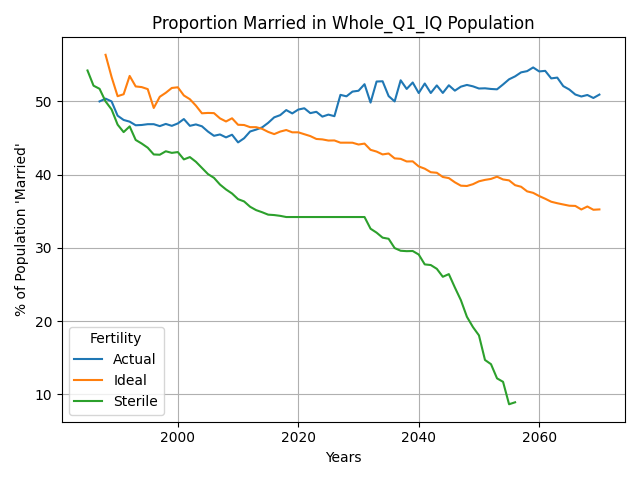 Proportion Married in Whole_Q1_IQ Population
% of Population 'Married'
50
40
30
20
10
Fertility
Actual
Ideal
Sterile
2000 2020 2040 2060
Years